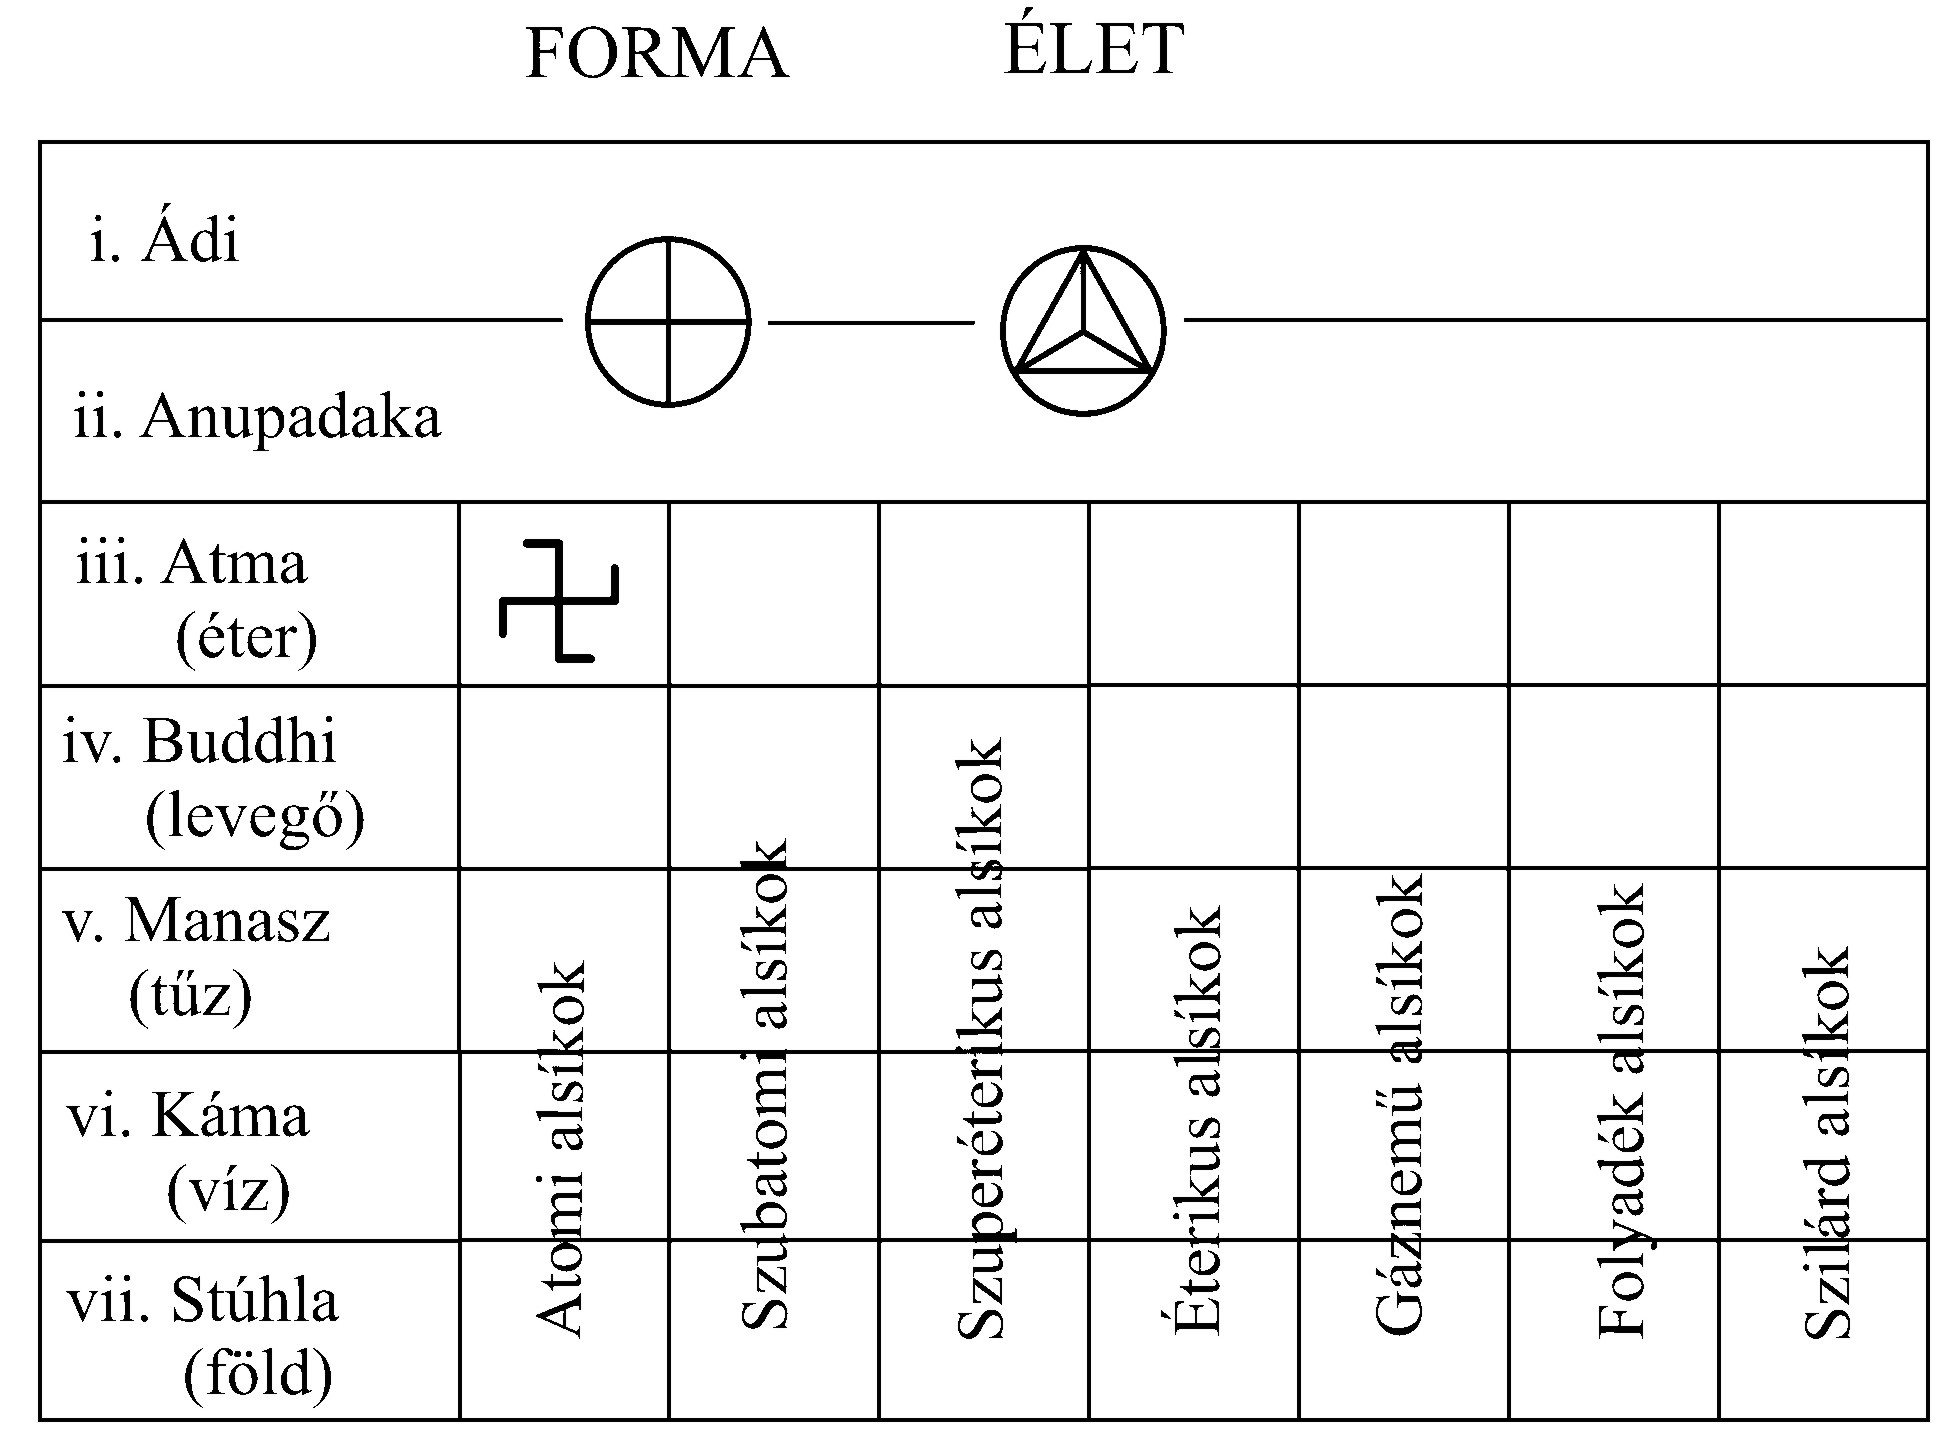 FORMA ÉLET
i. Ádi
ii. Anupadaka
iii. Atma
(éter)
iv. Buddhi
(levegő)
v. Manasz
(tűz)
vi. Káma
(víz)
vii. Stúhla
(föld)
Atomi alsíkok
Szubatomi alsíkok
Szuperéterikus alsíkok
Éterikus alsíkok
Gáznemű alsíkok
Folyadék alsíkok
Szilárd alsíkok